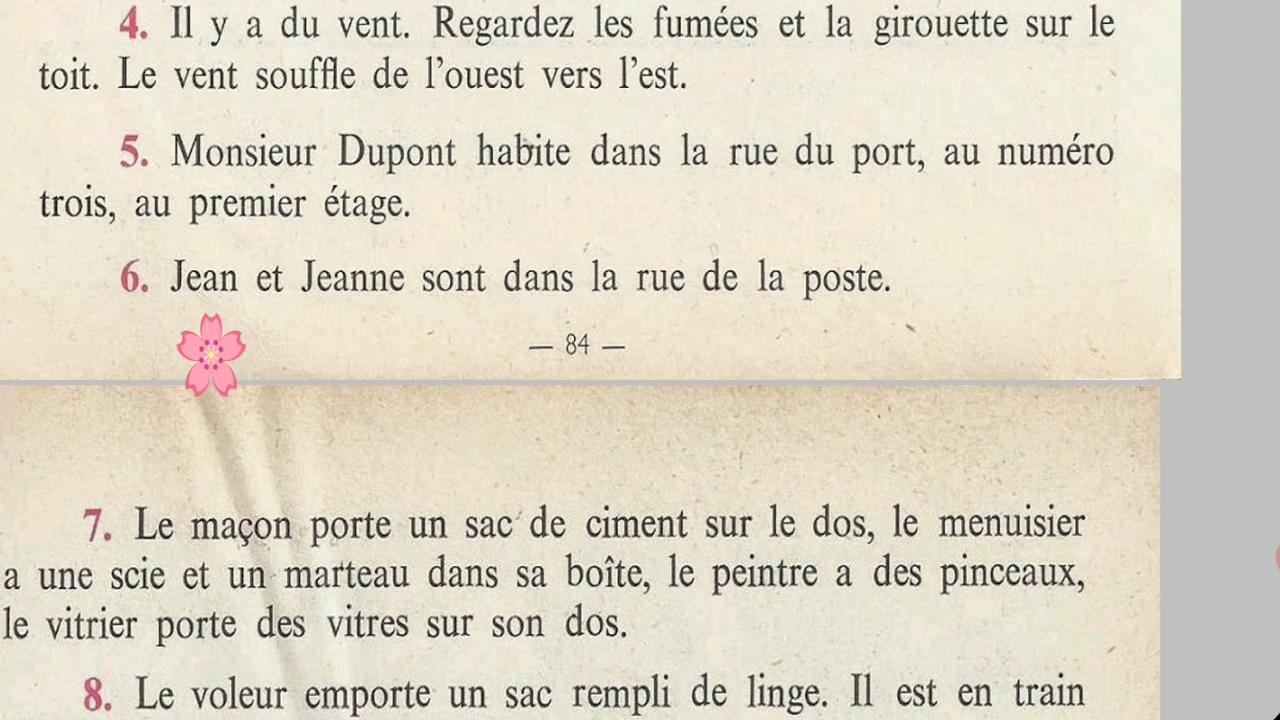 4. Il y a du vent. Regardez les fumées et la girouette sur le
toit. Le vent souffle de l'ouest vers l'est.
5. Monsieur Dupont habite dans la rue du port, au numéro
trois, au premier étage.
6. Jean et Jeanne sont dans la rue de la poste.
— 84 —
7. Le maçon porte un sac de ciment sur le dos, le menuisier
a une scie et un marteau dans sa boîte, le peintre a des pinceaux,
le vitrier porte des vitres sur son dos.
8. Le voleur emporte un sac rempli de linge. Il est en train